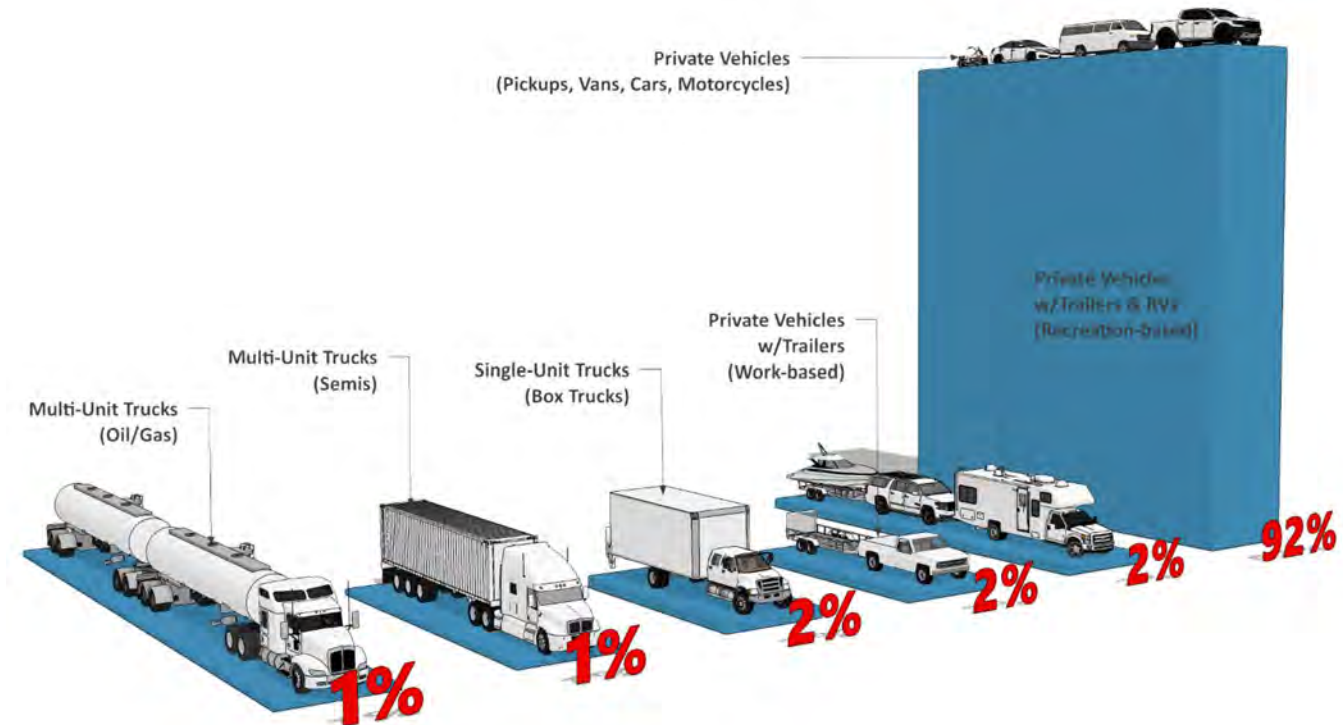 Private Vehicles
(Pickups, Vans, Cars, Motorcycles)
Private Vehicles
w/Trailers & RVs
(Recreation-based)
Private Vehicles
w/Trailers
(Work-based)
Single-Unit Trucks
(Box Trucks)
Multi-Unit Trucks
(Semis)
Multi-Unit Trucks
(Oil/Gas)
92%
2%
2%
2%
1%
1%